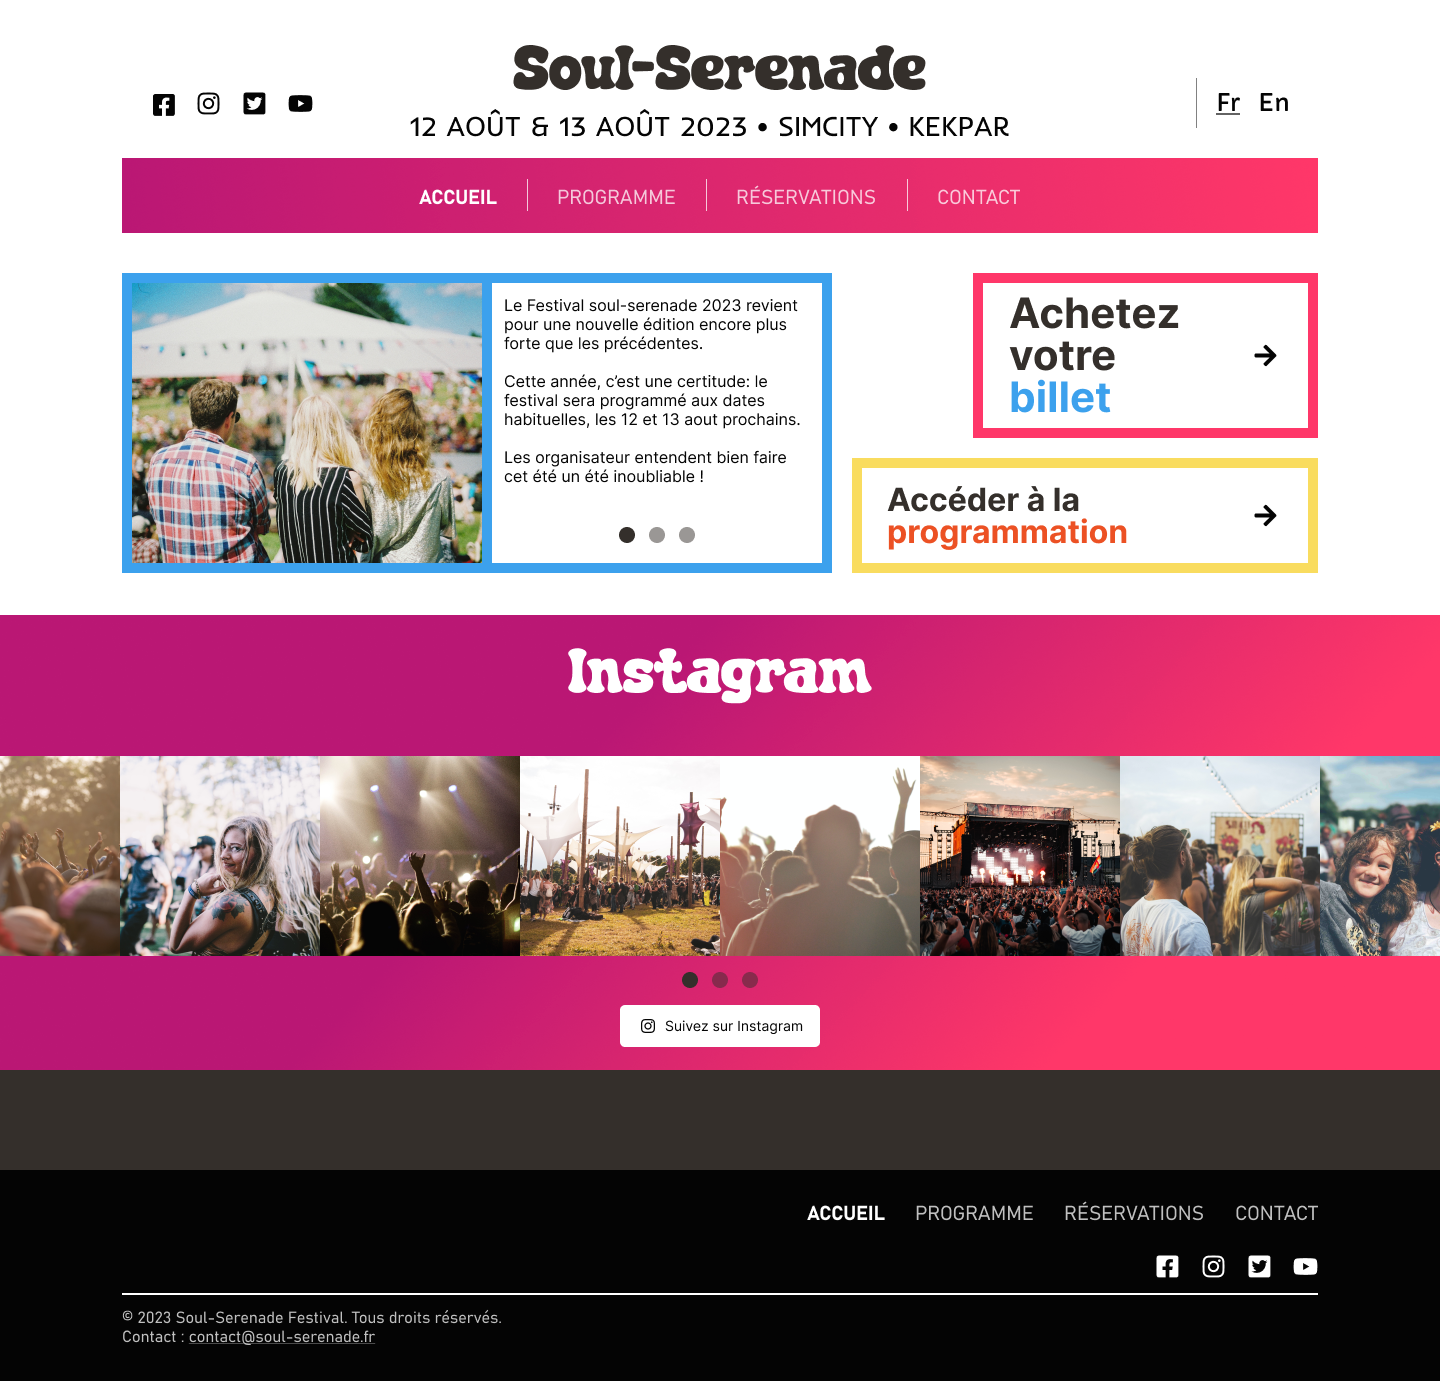 Soul-Serenade
12 AOÛT & 13 AOÛT 2023 • SIMCITY • KEKPAR
Fr En
ACCUEIL PROGRAMME RÉSERVATIONS CONTACT
Le Festival soul-serenade 2023 revient
pour une nouvelle édition encore plus
forte que les précédentes.
Cette année, c’est une certitude: le
festival sera programmé aux dates
habituelles, les 12 et 13 aout prochains.
Les organisateur entendent bien faire
cet été un été inoubliable !
Achetez
votre
billet
Accéder à la
programmation
Instagram
Suivez sur Instagram
ACCUEIL PROGRAMME RÉSERVATIONS CONTACT
© 2023 Soul-Serenade Festival. Tous droits réservés.
Contact : contact@soul-serenade.fr